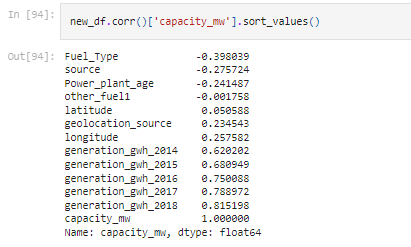 In [94]: new_df.corr()['capacity_mw'].sort_values()
Out[94]: Fuel_Type -0.398039
source -0.275724
Power_plant_age -0.241487
other_fuel1 -0.001758
latitude 0.050588
geolocation_source 0.234543
longitude 0.257582
generation_gwh_2014 0.620202
generation_gwh_2015 0.680949
generation_gwh_2016 0.750088
generation_gwh_2017 0.788972
generation_gwh_2018 0.815198
capacity_mw 1.000000
Name: capacity_mw, dtype: float64